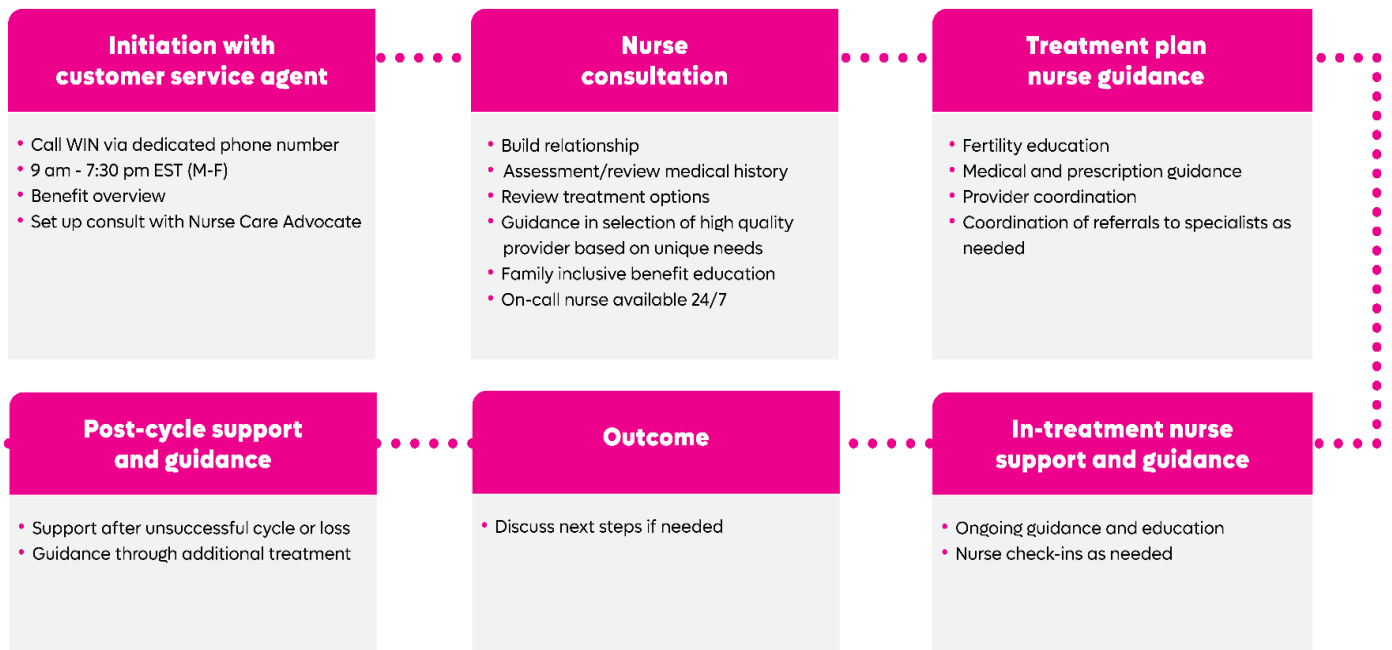 Initiation with
customer service agent
• Call WIN via dedicated phone number
• 9 am - 7:30 pm EST (M-F)
• Benefit overview
• Set up consult with Nurse Care Advocate
Nurse
consultation
• Build relationship
• Assessment/review medical history
• Review treatment options
• Guidance in selection of high quality
provider based on unique needs
• Family inclusive benefit education
• On-call nurse available 24/7
Treatment plan
nurse guidance
• Fertility education
• Medical and prescription guidance
• Provider coordination
• Coordination of referrals to specialists as
needed
In-treatment nurse
support and guidance
• Ongoing guidance and education
• Nurse check-ins as needed
Outcome
• Discuss next steps if needed
Post-cycle support
and guidance
• Support after unsuccessful cycle or loss
• Guidance through additional treatment